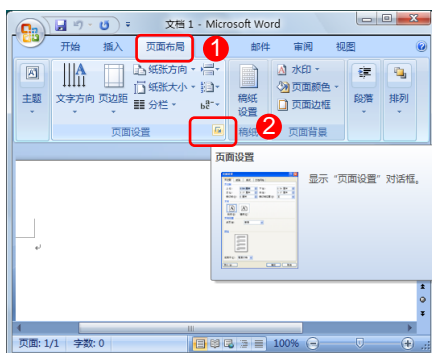 文档 1 - Microsoft Word
开始 插入 页面布局 1 邮件 审阅 视图
主题
文字方向
页边距
纸张方向
纸张大小
分栏
稿纸
设置
水印
页面颜色
页面边框
段落
排列
页面设置
稿纸
2
页面背景
页面设置
显示 "页面设置" 对话框。
页面: 1/1 字数: 0 100%